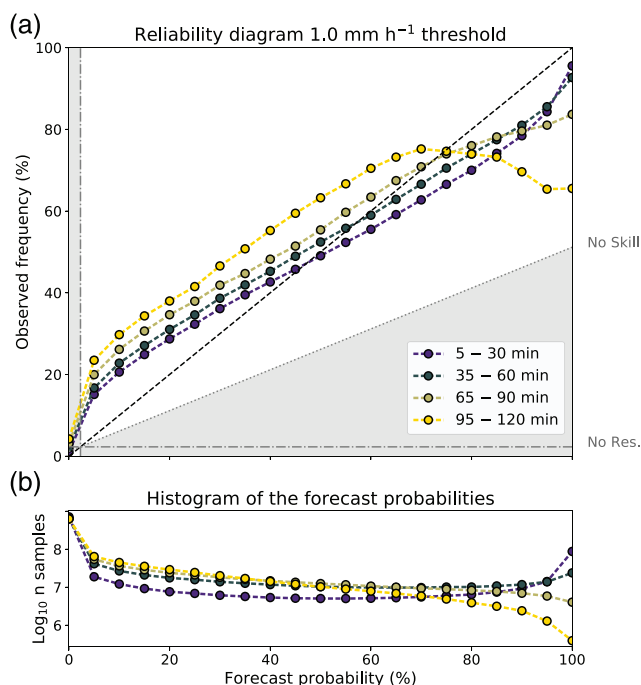 (a)
Reliability diagram 1.0 mm h⁻¹ threshold
100
80
60
40
20
0
Observed frequency (%)
No Skill
No Res.
5 − 30 min
35 − 60 min
65 − 90 min
95 − 120 min
(b)
Histogram of the forecast probabilities
8
7
6
Log₁₀ n samples
0 20 40 60 80 100
Forecast probability (%)